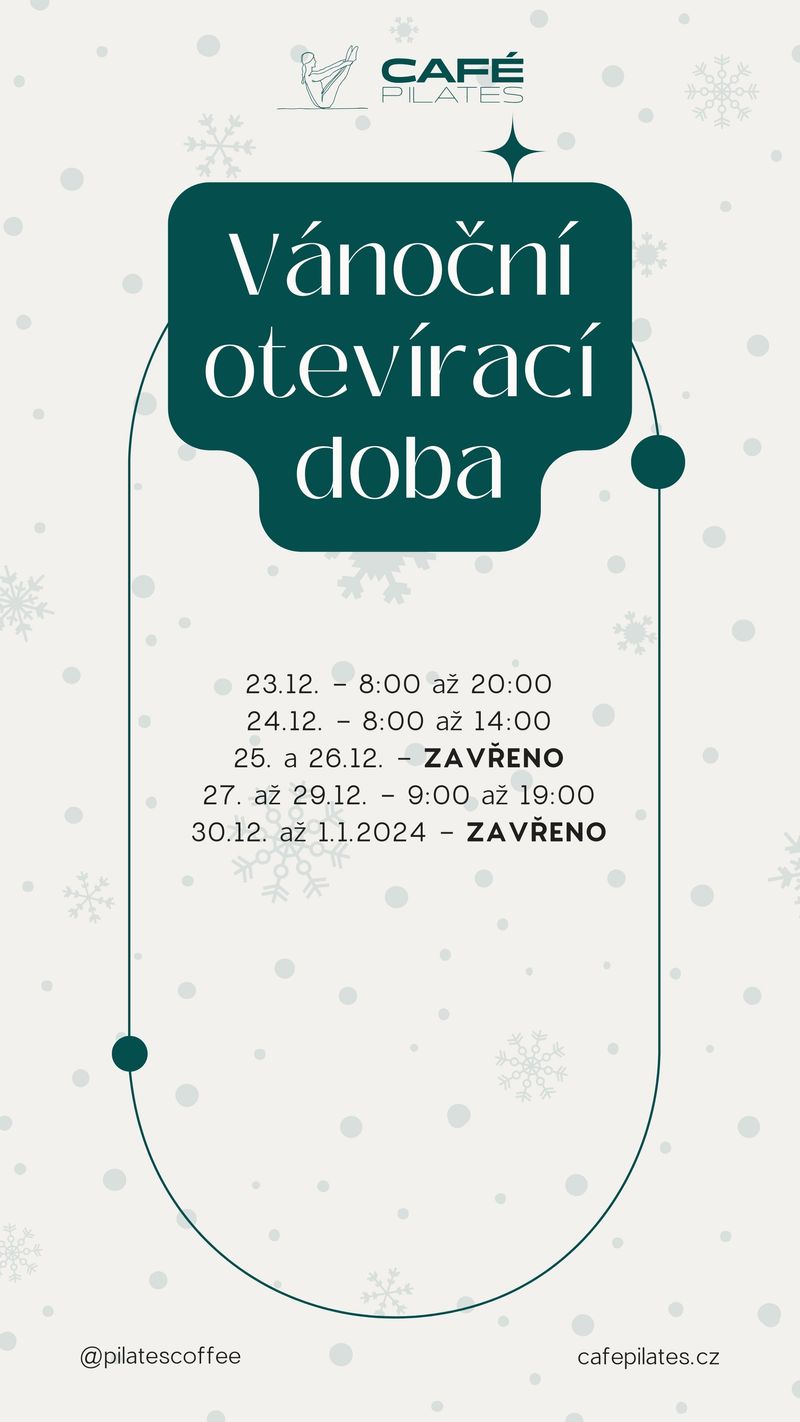 CAFÉ
PILATES
Vánoční
otevírací
doba
23.12. – 8:00 až 20:00
24.12. – 8:00 až 14:00
25. a 26.12. – ZAVŘENO
27. až 29.12. – 9:00 až 19:00
30.12. až 1.1.2024 – ZAVŘENO
@pilatescoffee
cafepilates.cz